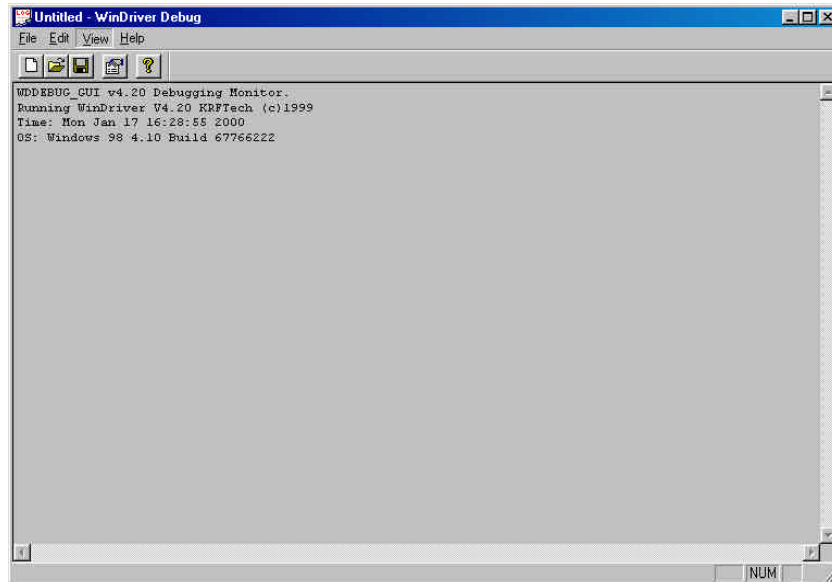 Untitled - WinDriver Debug
File Edit View Help
WDDEBUG_GUI v4.20 Debugging Monitor.
Running WinDriver V4.20 KRFTech (c)1999
Time: Mon Jan 17 16:28:55 2000
OS: Windows 98 4.10 Build 67766222
NUM